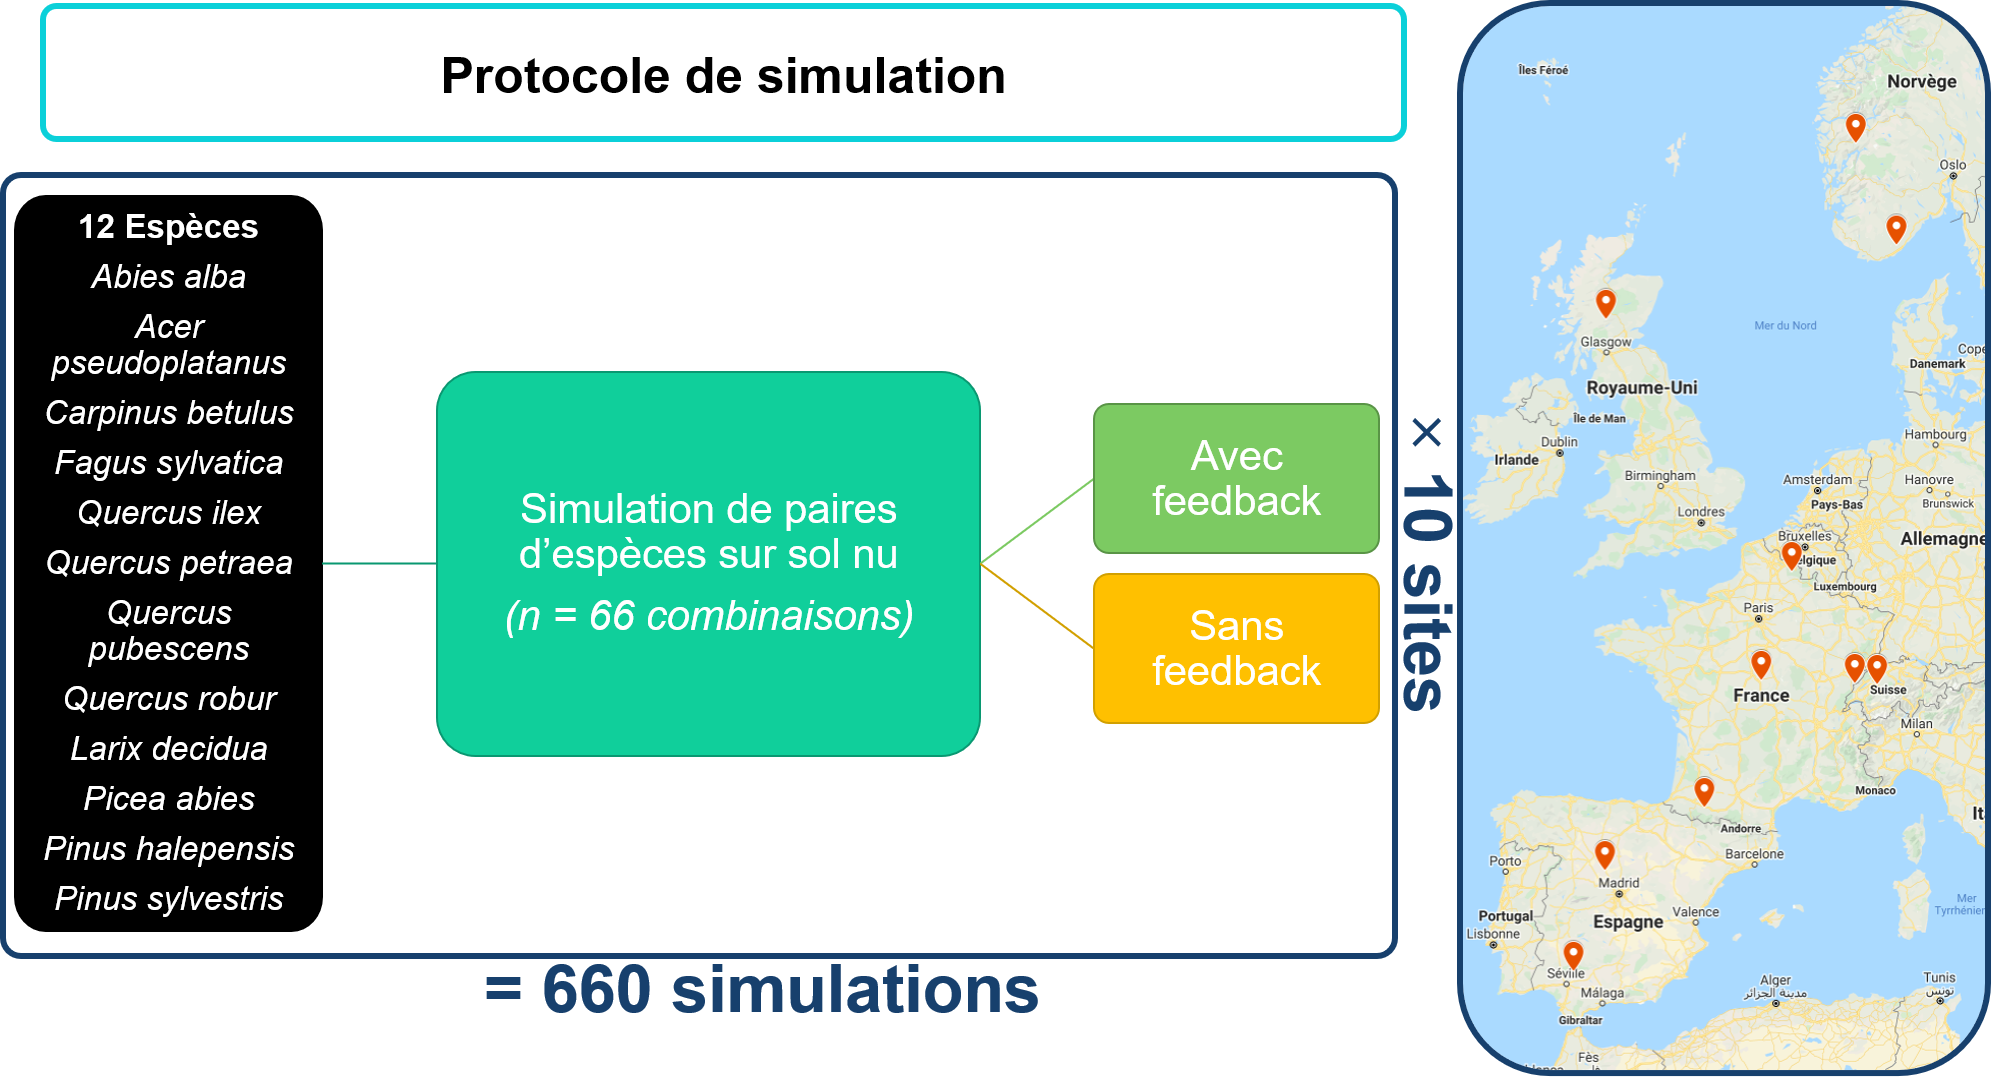 Protocole de simulation
12 Espèces
Abies alba
Acer
pseudoplatanus
Carpinus betulus
Fagus sylvatica
Quercus ilex
Quercus petraea
Quercus
pubescens
Quercus robur
Larix decidua
Picea abies
Pinus halepensis
Pinus sylvestris
Simulation de paires
d’espèces sur sol nu
(n = 66 combinaisons)
Avec
feedback
Sans
feedback
× 10 sites
= 660 simulations
Îles Féroé
Norvège
Oslo
Mer du Nord
Glasgow
Cope
Danemark
Royaume-Uni
Île de Man
Hambourg
Dublin
Irlande
Birmingham
Amsterdam
Hanovre
Pays-Bas
Brunswick
Londres
Bruxelles
Allemagne
elgique
Luxembourg
Paris
France
Suisse
Milan
Monaco
Andorre
It
Barcelone
Porto
Madrid
Mer
Tyrrhénien
Portugal
Espagne
Valence
Lisbonne
Séville
Alger
مدينة الجزائر
Tunis
تونس
Málaga
Gibraltar
Fès